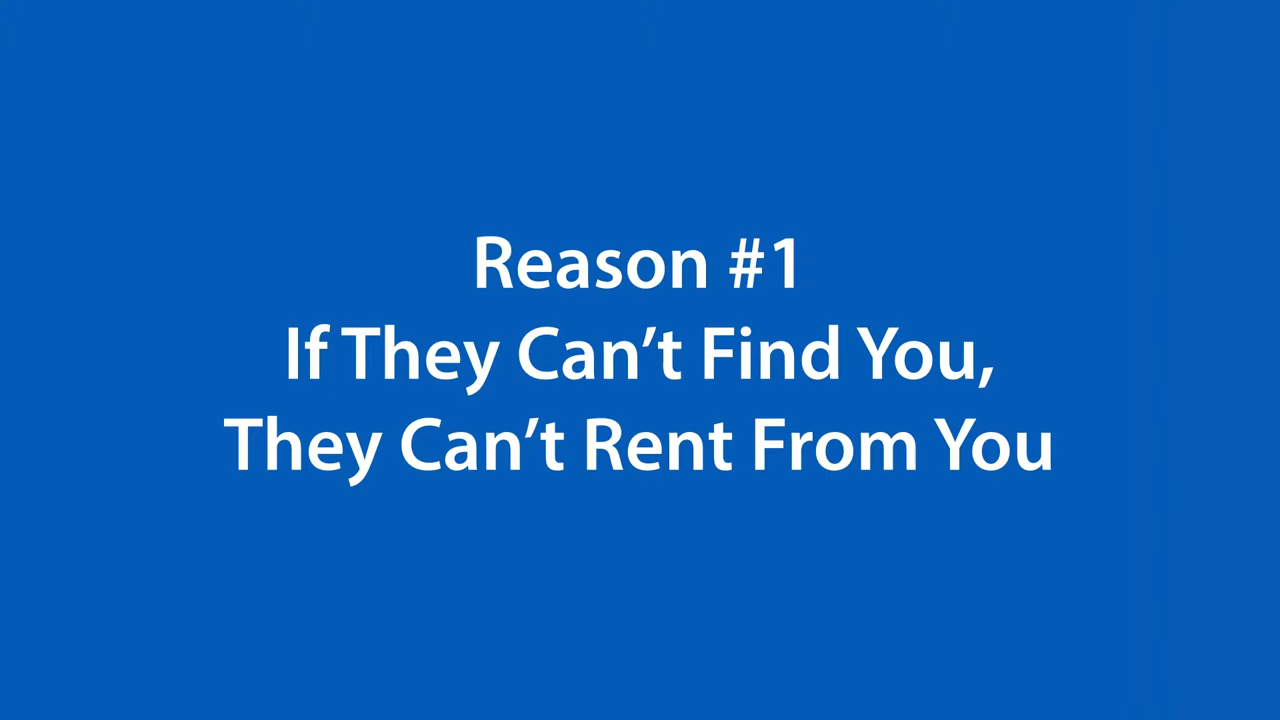 Reason #1
If They Can’t Find You,
They Can’t Rent From You